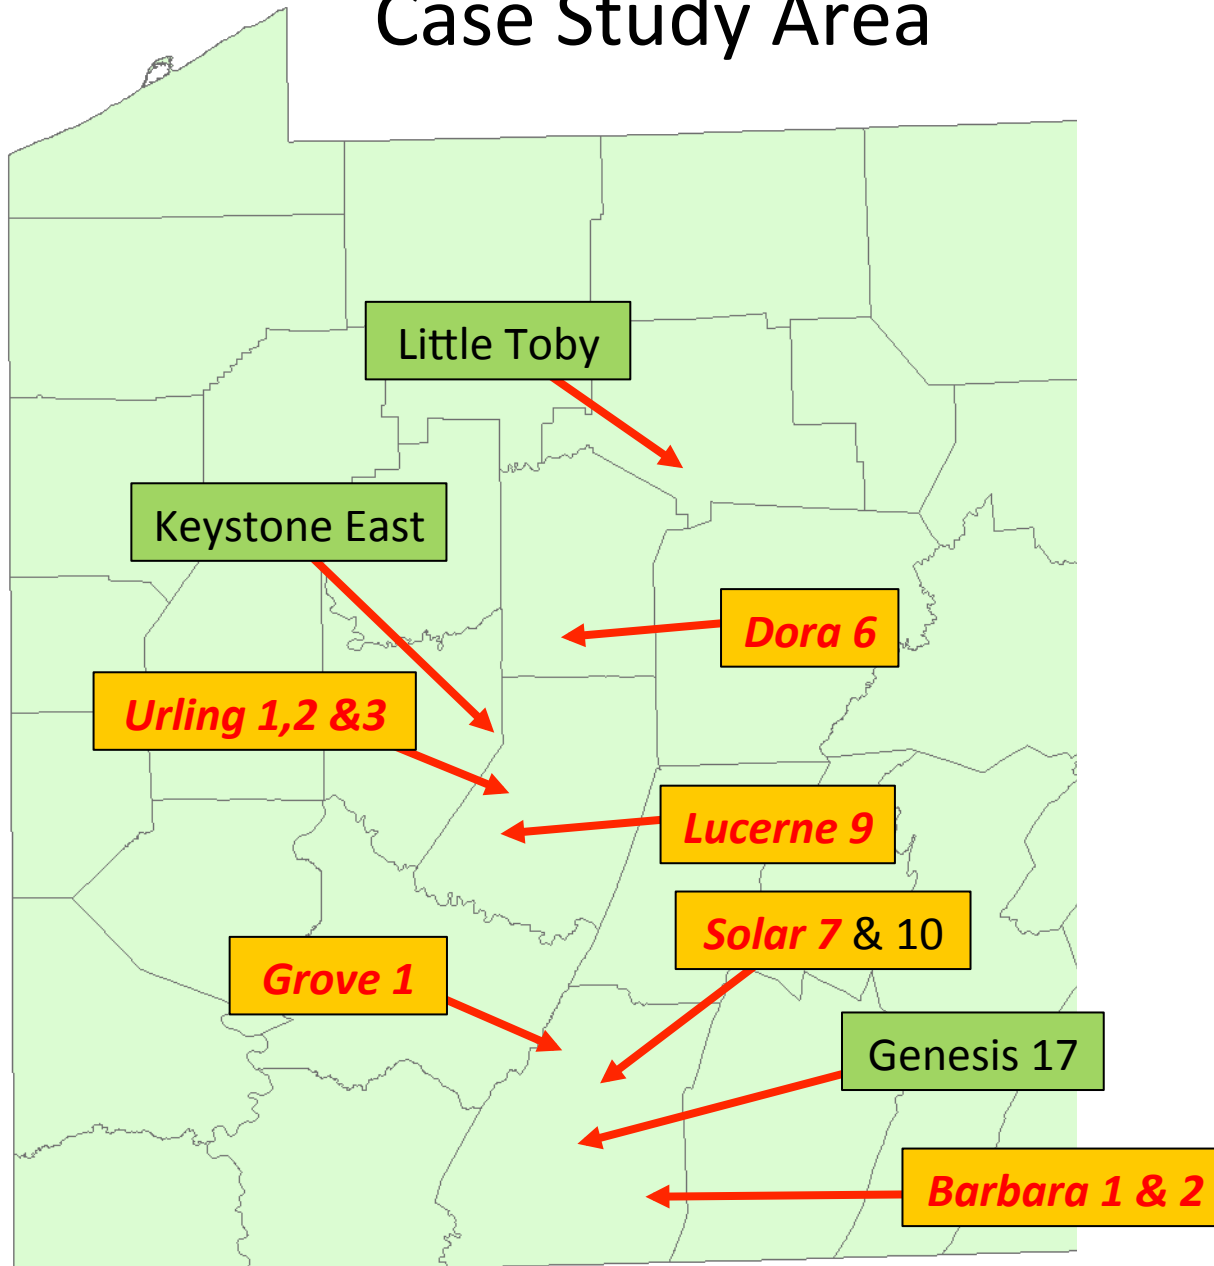 Case Study Area
Little Toby
Keystone East
Dora 6
Urling 1,2 &3
Lucerne 9
Solar 7 & 10
Grove 1
Genesis 17
Barbara 1 & 2